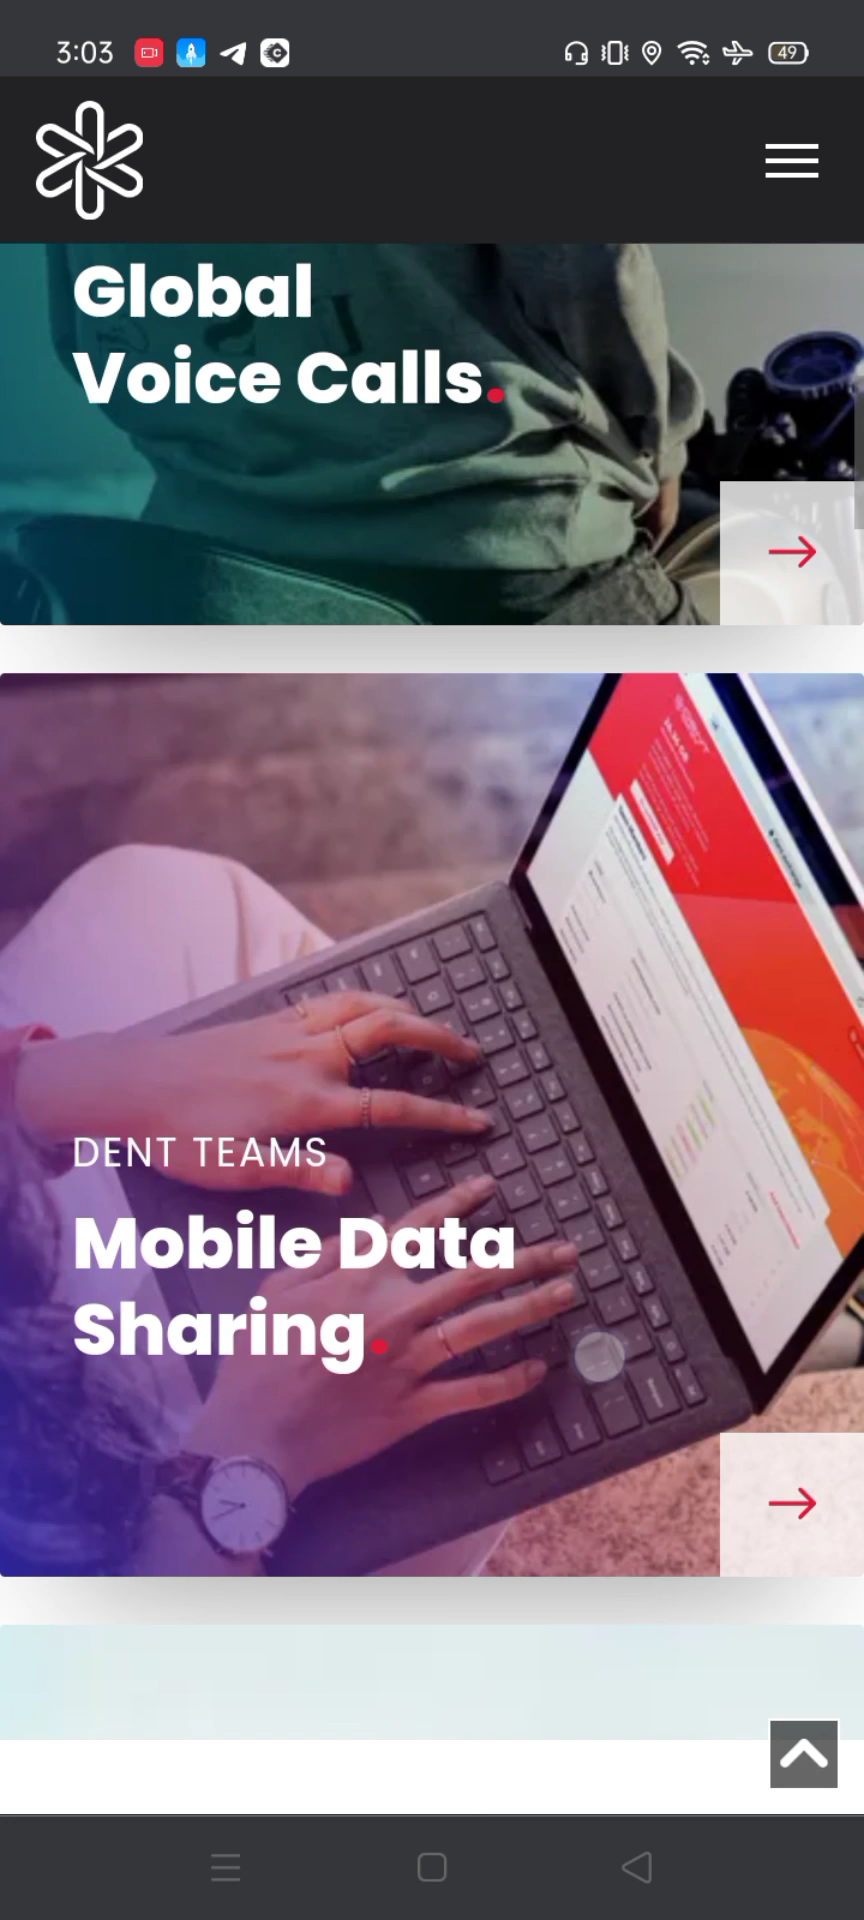 3:03
49
Global
Voice Calls.
DENT TEAMS
Mobile Data
Sharing.